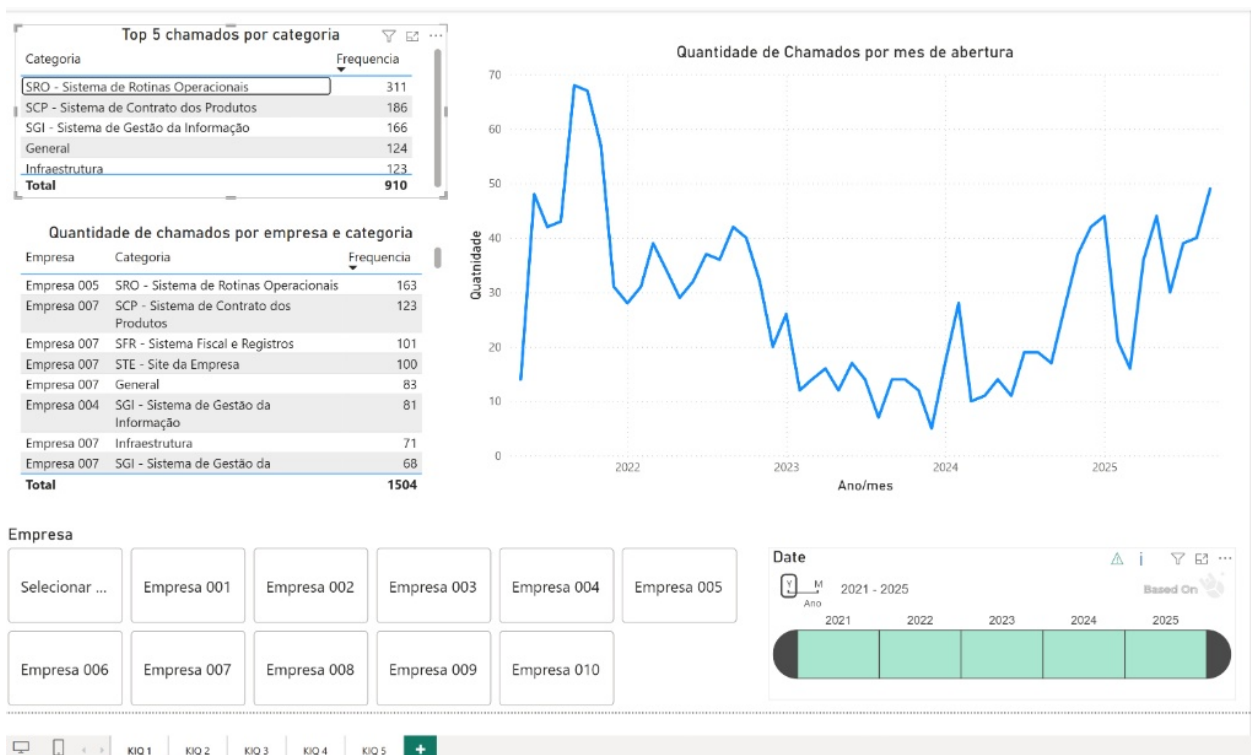 Top 5 chamados por categoria
Categoria Frequencia
SRO - Sistema de Rotinas Operacionais 311
SCP - Sistema de Contrato dos Produtos 186
SGI - Sistema de Gestão da Informação 166
General 124
Infraestrutura 123
Total 910
Quantidade de chamados por empresa e categoria
Empresa Categoria Frequencia
Empresa 005 SRO - Sistema de Rotinas Operacionais 163
Empresa 007 SCP - Sistema de Contrato dos 123
Produtos
Empresa 007 SFR - Sistema Fiscal e Registros 101
Empresa 007 STE - Site da Empresa 100
Empresa 007 General 83
Empresa 004 SGI - Sistema de Gestão da 81
Informação
Empresa 007 Infraestrutura 71
Empresa 007 SGI - Sistema de Gestão da 68
Total 1504
Quantidade de Chamados por mes de abertura
70
60
50
40
30
20
10
0
Quatnidade
2022 2023 2024 2025
Ano/mes
Empresa
Selecionar ... Empresa 001 Empresa 002 Empresa 003 Empresa 004 Empresa 005
Empresa 006 Empresa 007 Empresa 008 Empresa 009 Empresa 010
Date
Y M 2021 - 2025 Based On
Ano
2021 2022 2023 2024 2025
KIQ 1 KIQ 2 KIQ 3 KIQ 4 KIQ 5 +